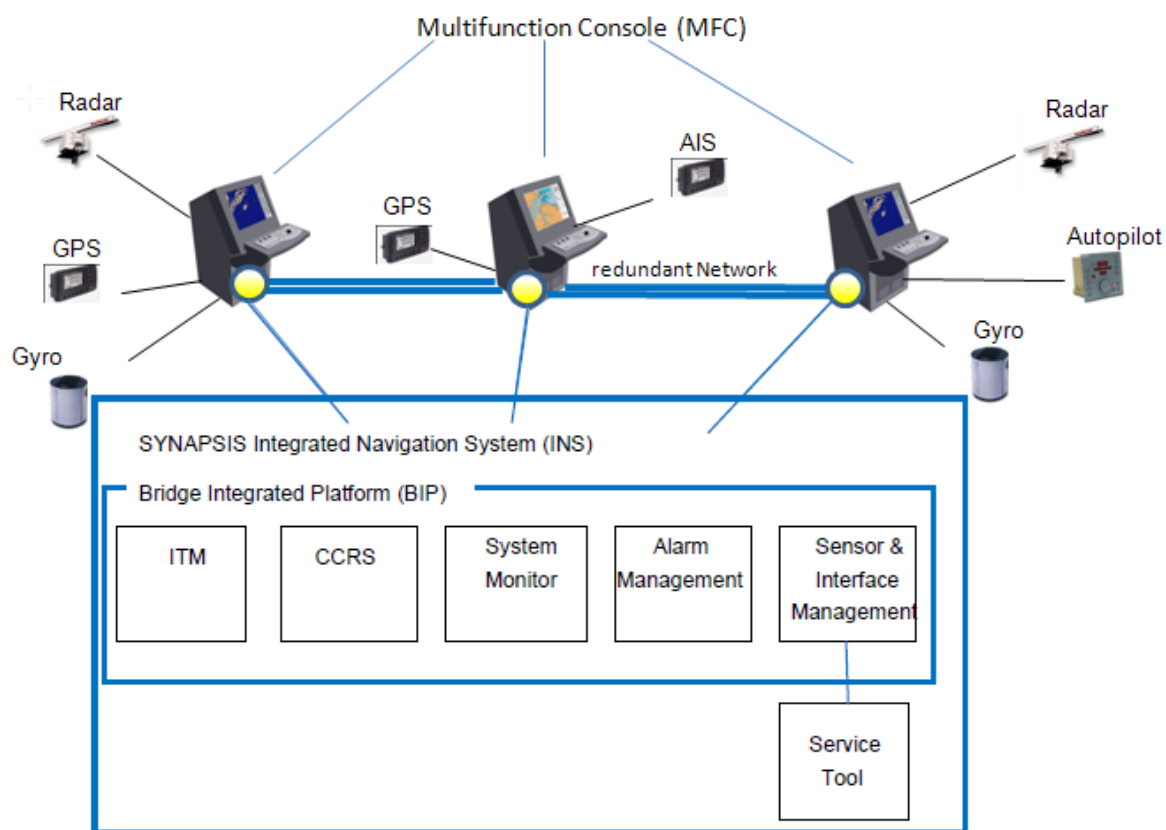 Multifunction Console (MFC)
Radar
Radar
AIS
GPS
GPS
Autopilot
redundant Network
Gyro
Gyro
SYNAPSIS Integrated Navigation System (INS)
Bridge Integrated Platform (BIP)
ITM
CCRS
System
Monitor
Alarm
Management
Sensor &
Interface
Management
Service
Tool